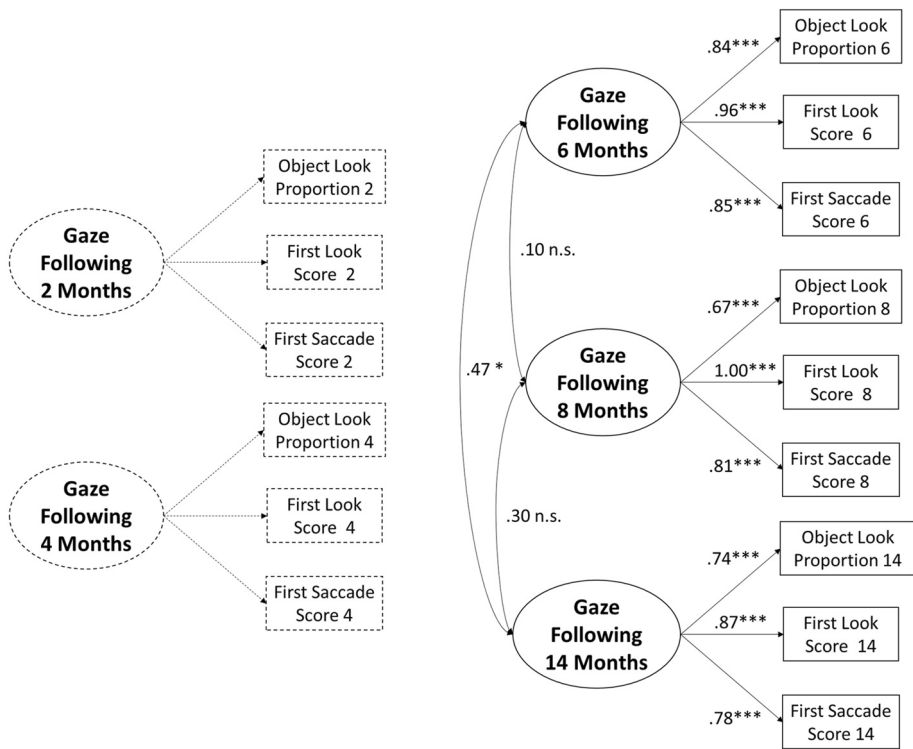 Gaze
Following
2 Months
Object Look
Proportion 2
First Look
Score 2
First Saccade
Score 2
Gaze
Following
4 Months
Object Look
Proportion 4
First Look
Score 4
First Saccade
Score 4
Gaze
Following
6 Months
.84***
Object Look
Proportion 6
.96***
First Look
Score 6
.85***
First Saccade
Score 6
.10 n.s.
.47 *
Gaze
Following
8 Months
.67***
Object Look
Proportion 8
1.00***
First Look
Score 8
.81***
First Saccade
Score 8
.30 n.s.
Gaze
Following
14 Months
.74***
Object Look
Proportion 14
.87***
First Look
Score 14
.78***
First Saccade
Score 14